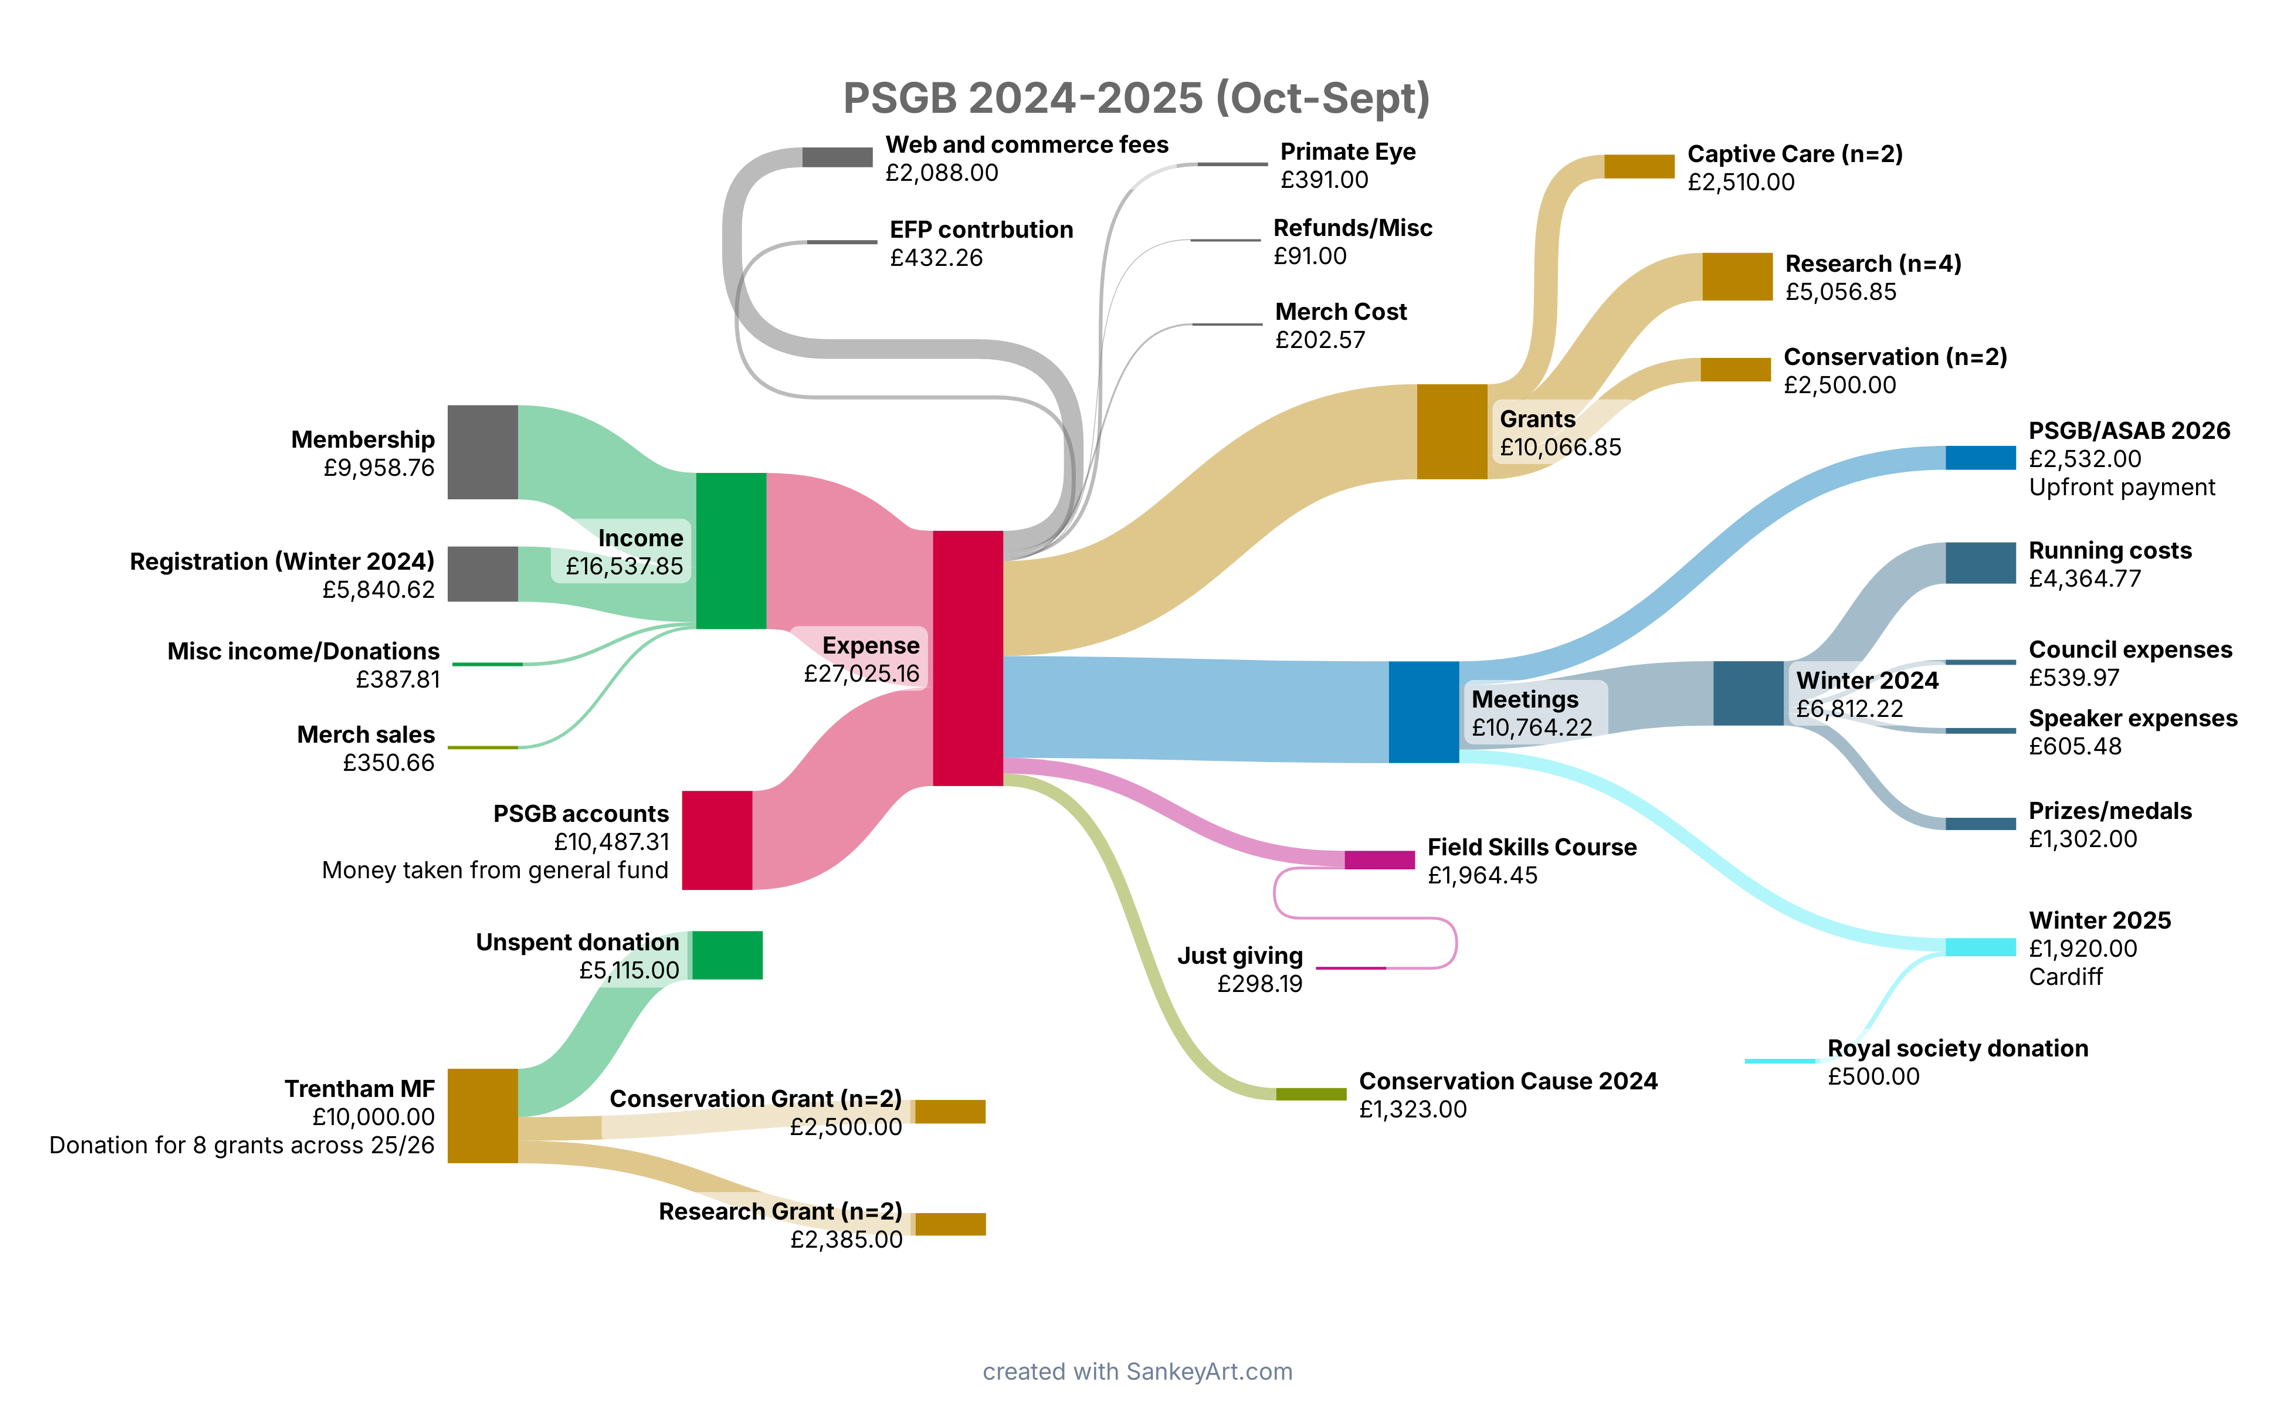 PSGB 2024-2025 (Oct-Sept)
Web and commerce fees
£2,088.00
EFP contrbution
£432.26
Primate Eye
£391.00
Refunds/Misc
£91.00
Merch Cost
£202.57
Captive Care (n=2)
£2,510.00
Research (n=4)
£5,056.85
Conservation (n=2)
£2,500.00
Grants
£10,066.85
Membership
£9,958.76
Registration (Winter 2024)
£5,840.62
Misc income/Donations
£387.81
Merch sales
£350.66
Income
£16,537.85
Expense
£27,025.16
PSGB accounts
£10,487.31
Money taken from general fund
PSGB/ASAB 2026
£2,532.00
Upfront payment
Running costs
£4,364.77
Council expenses
£539.97
Speaker expenses
£605.48
Prizes/medals
£1,302.00
Meetings
£10,764.22
Winter 2024
£6,812.22
Field Skills Course
£1,964.45
Just giving
£298.19
Winter 2025
£1,920.00
Cardiff
Royal society donation
£500.00
Conservation Cause 2024
£1,323.00
Unspent donation
£5,115.00
Trentham MF
£10,000.00
Donation for 8 grants across 25/26
Conservation Grant (n=2)
£2,500.00
Research Grant (n=2)
£2,385.00
created with SankeyArt.com